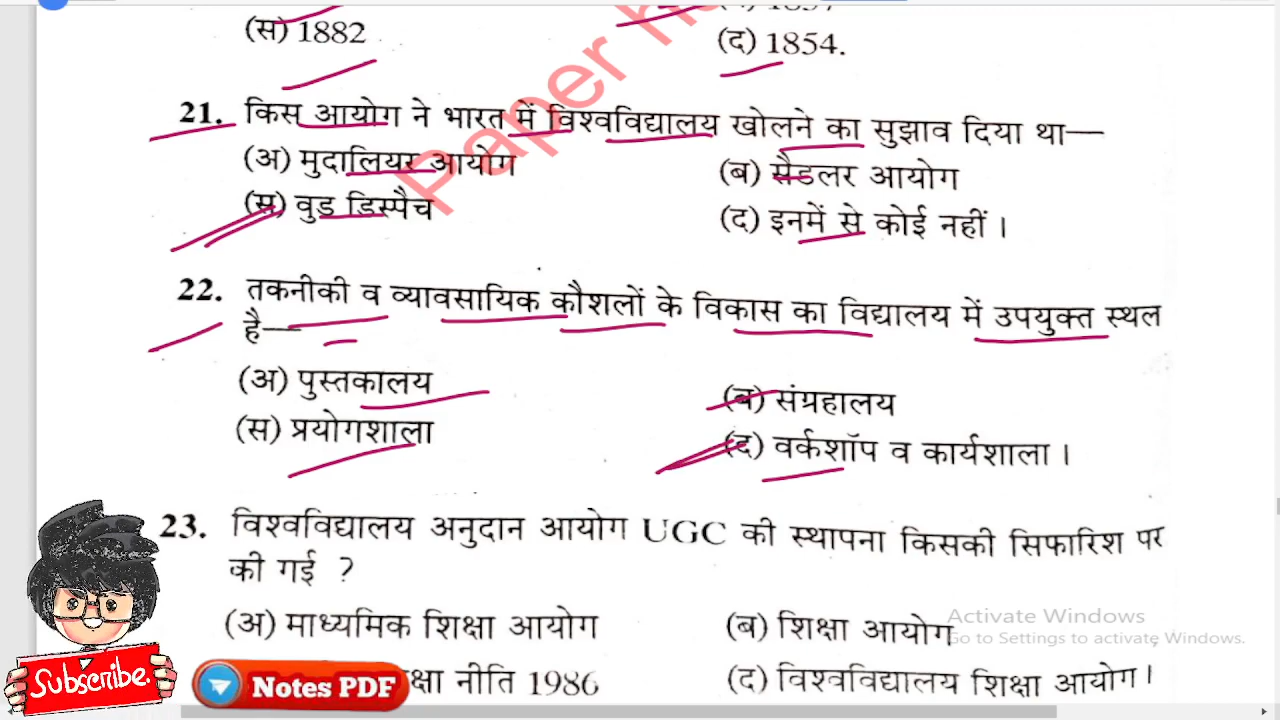 (स) 1882
(द) 1854.
21. किस आयोग ने भारत में विश्वविद्यालय खोलने का सुझाव दिया था—
(अ) मुदालियर आयोग
(ब) सैडलर आयोग
(स) वुड डिस्पैच
(द) इनमें से कोई नहीं।
22. तकनीकी व व्यावसायिक कौशलों के विकास का विद्यालय में उपयुक्त स्थल
है—
(अ) पुस्तकालय
(ब) संग्रहालय
(स) प्रयोगशाला
(द) वर्कशॉप व कार्यशाला।
23. विश्वविद्यालय अनुदान आयोग UGC की स्थापना किसकी सिफारिश पर
की गई ?
(अ) माध्यमिक शिक्षा आयोग
(ब) शिक्षा आयोग
नीति 1986
(द) विश्वविद्यालय शिक्षा आयोग।
Paper
Activate Windows
Go to Settings to activate Windows.
Subscribe.
Notes PDF